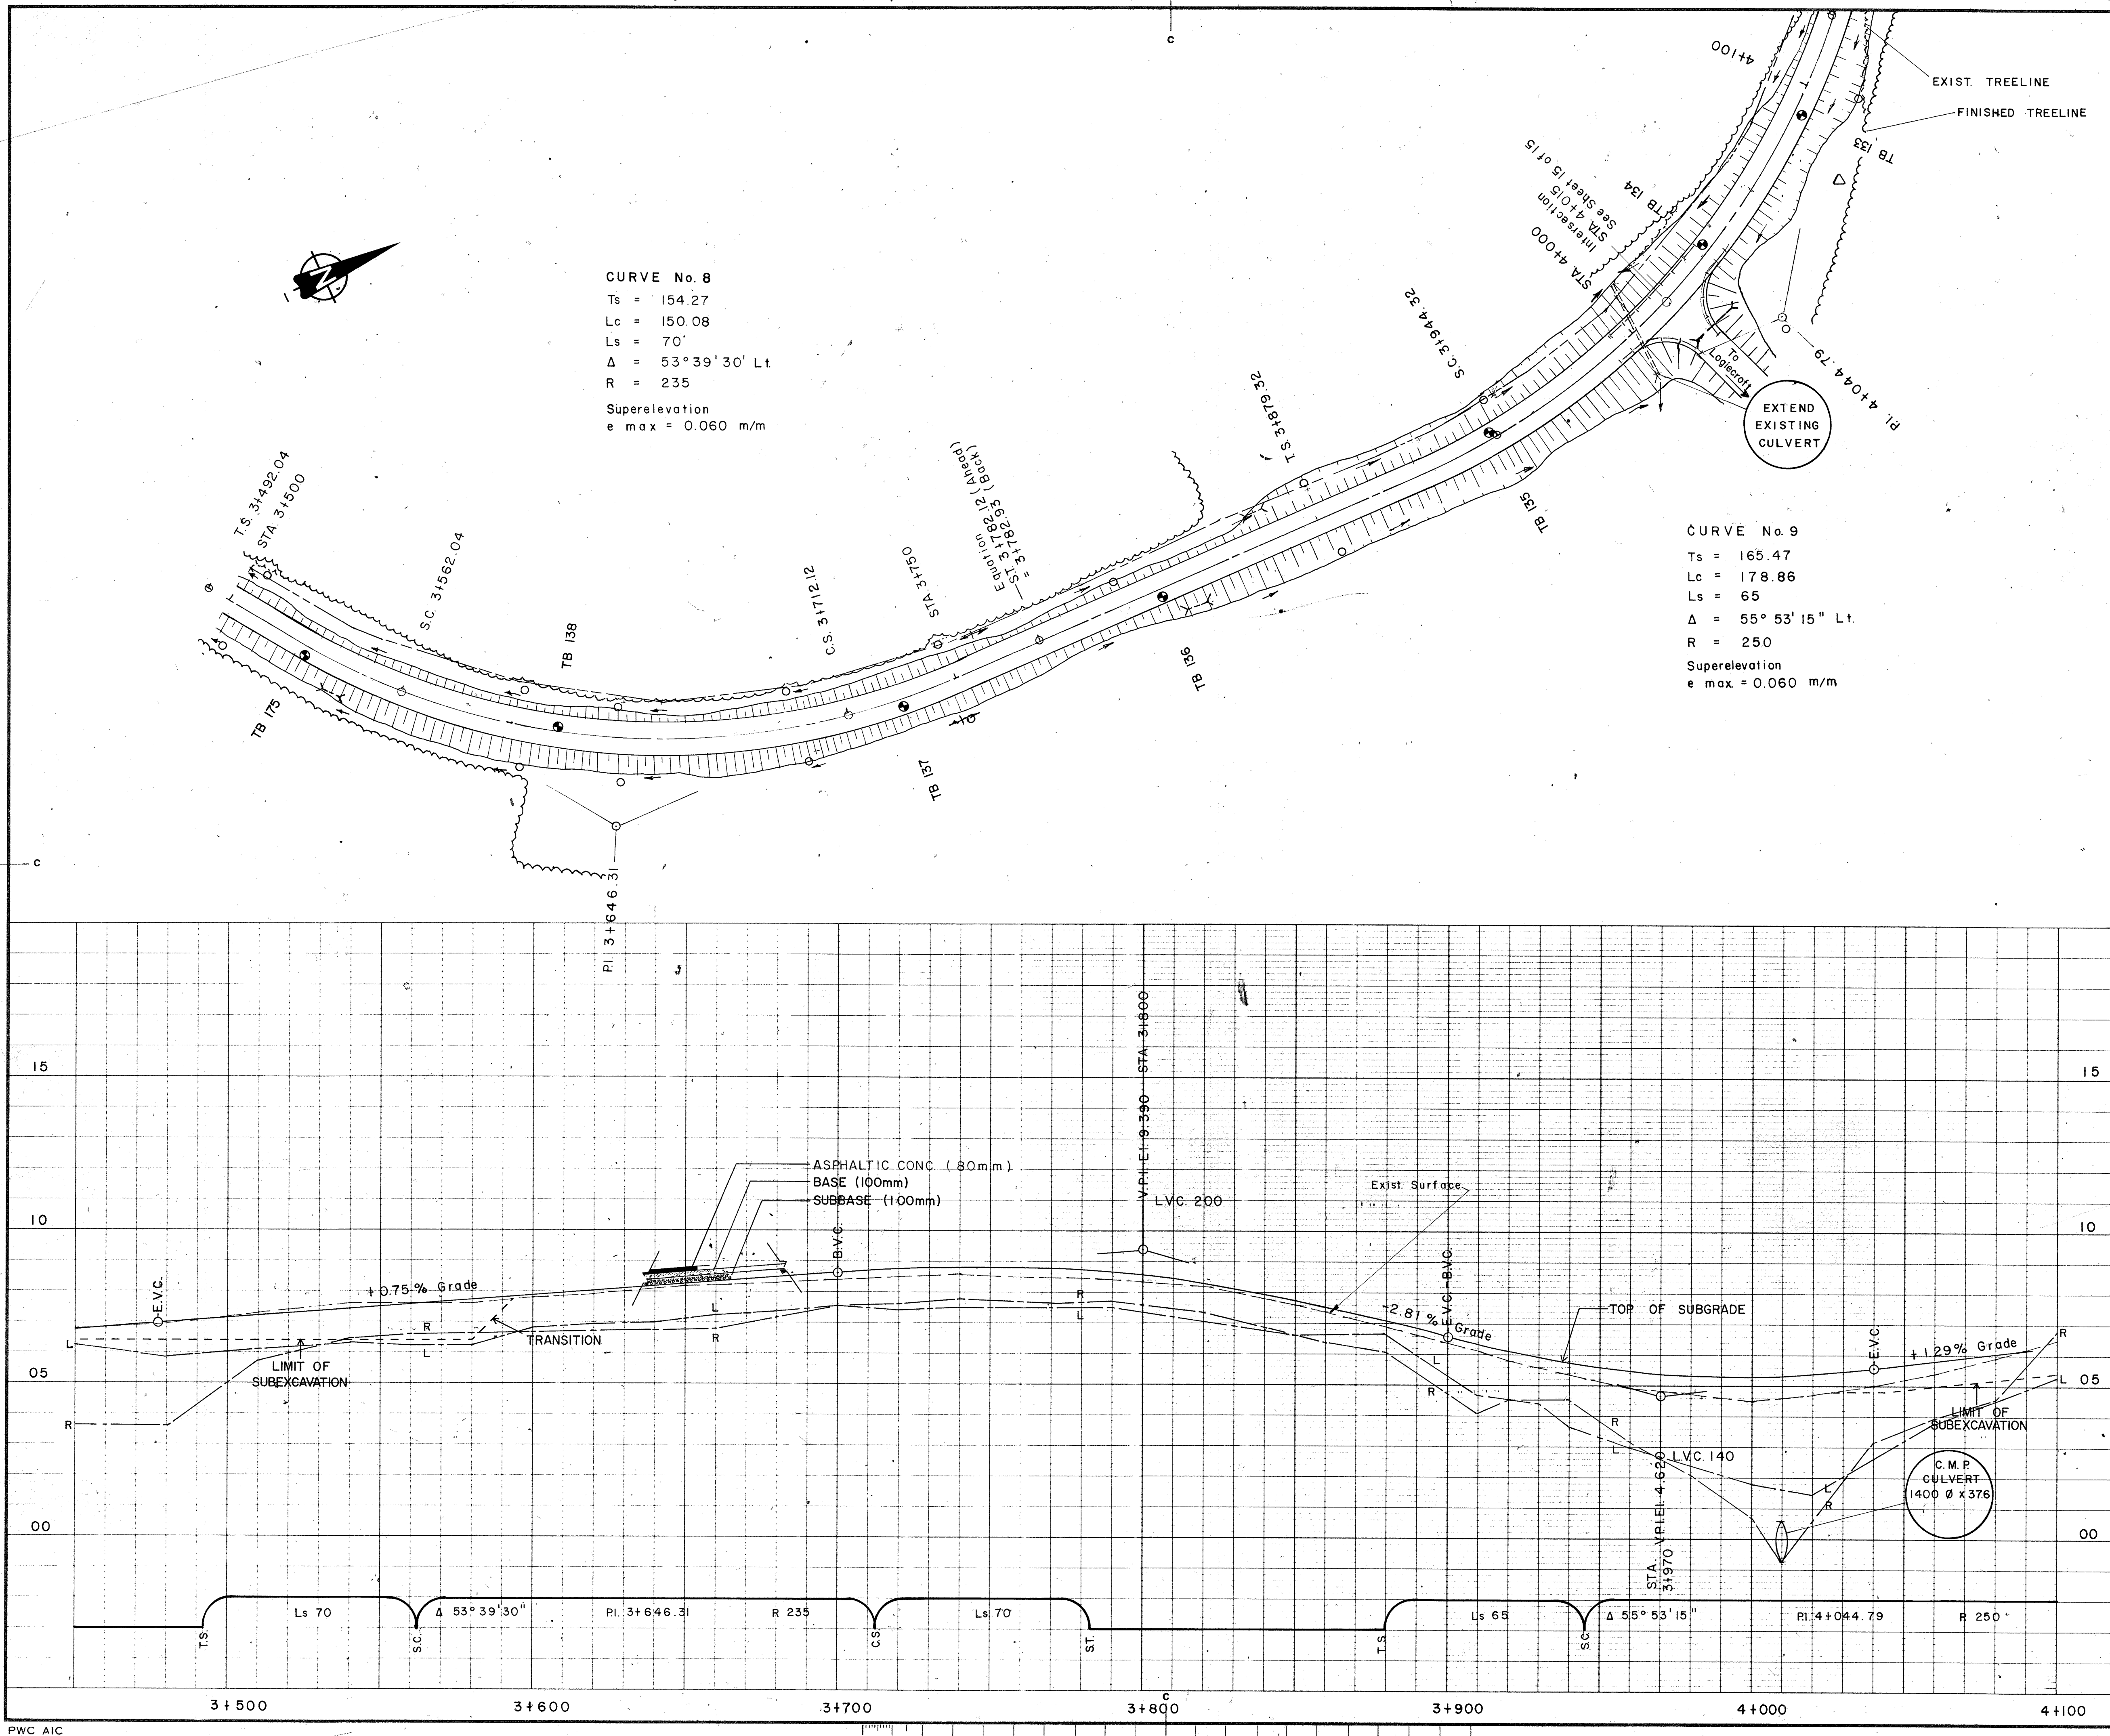 C
4+100
EXIST. TREELINE
FINISHED TREELINE
TB 133
TB 134
Intersection
STA. 4+015
See Sheet 15 of 15
STA. 4+000
N
CURVE No. 8
Ts = 154.27
Lc = 150.08
Ls = 70'
Δ = 53°39'30' Lt.
R = 235
Superelevation
e max = 0.060 m/m
S.C. 3+944.32
To
Logiecroft
P.I. 4+044.79
EXTEND
EXISTING
CULVERT
T.S. 3+879.32
T.S. 3+492.04
STA. 3+500
S.C. 3+562.04
TB 138
C.S. 3+712.12
STA. 3+750
Equation
S.T. 3+782.12 (Ahead)
= 3+782.93 (Back)
TB 135
CURVE No. 9
Ts = 165.47
Lc = 178.86
Ls = 65
Δ = 55° 53' 15" Lt.
R = 250
Superelevation
e max. = 0.060 m/m
TB 136
TB 175
TB 137
C
P.I. 3+646.31
V.P.I. El. 9.390 STA. 3+800
15
15
ASPHALTIC CONC. (80mm)
BASE (100mm)
SUBBASE (100mm)
L.V.C. 200
Exist. Surface
10
10
E.V.C.
+0.75% Grade
B.V.C.
E.V.C.-B.V.C.
-2.81% Grade
TOP OF SUBGRADE
E.V.C.
+1.29% Grade
L
R
R
L
L
R
TRANSITION
LIMIT OF
SUBEXCAVATION
R
L
L
R
R
L
R
L
05
05
LIMIT OF
SUBEXCAVATION
L.V.C. 140
STA. V.P.I. El. 4.620
3+970
L
R
C.M.P.
CULVERT
1400 Ø x 37.6
00
00
T.S.
Ls 70
S.C.
Δ 53°39'30"
P.I. 3+646.31
R 235
C.S.
Ls 70
S.T.
T.S.
Ls 65
S.C.
Δ 55° 53' 15"
P.I. 4+044.79
R 250
3+500
3+600
3+700
C
3+800
3+900
4+000
4+100
PWC AIC